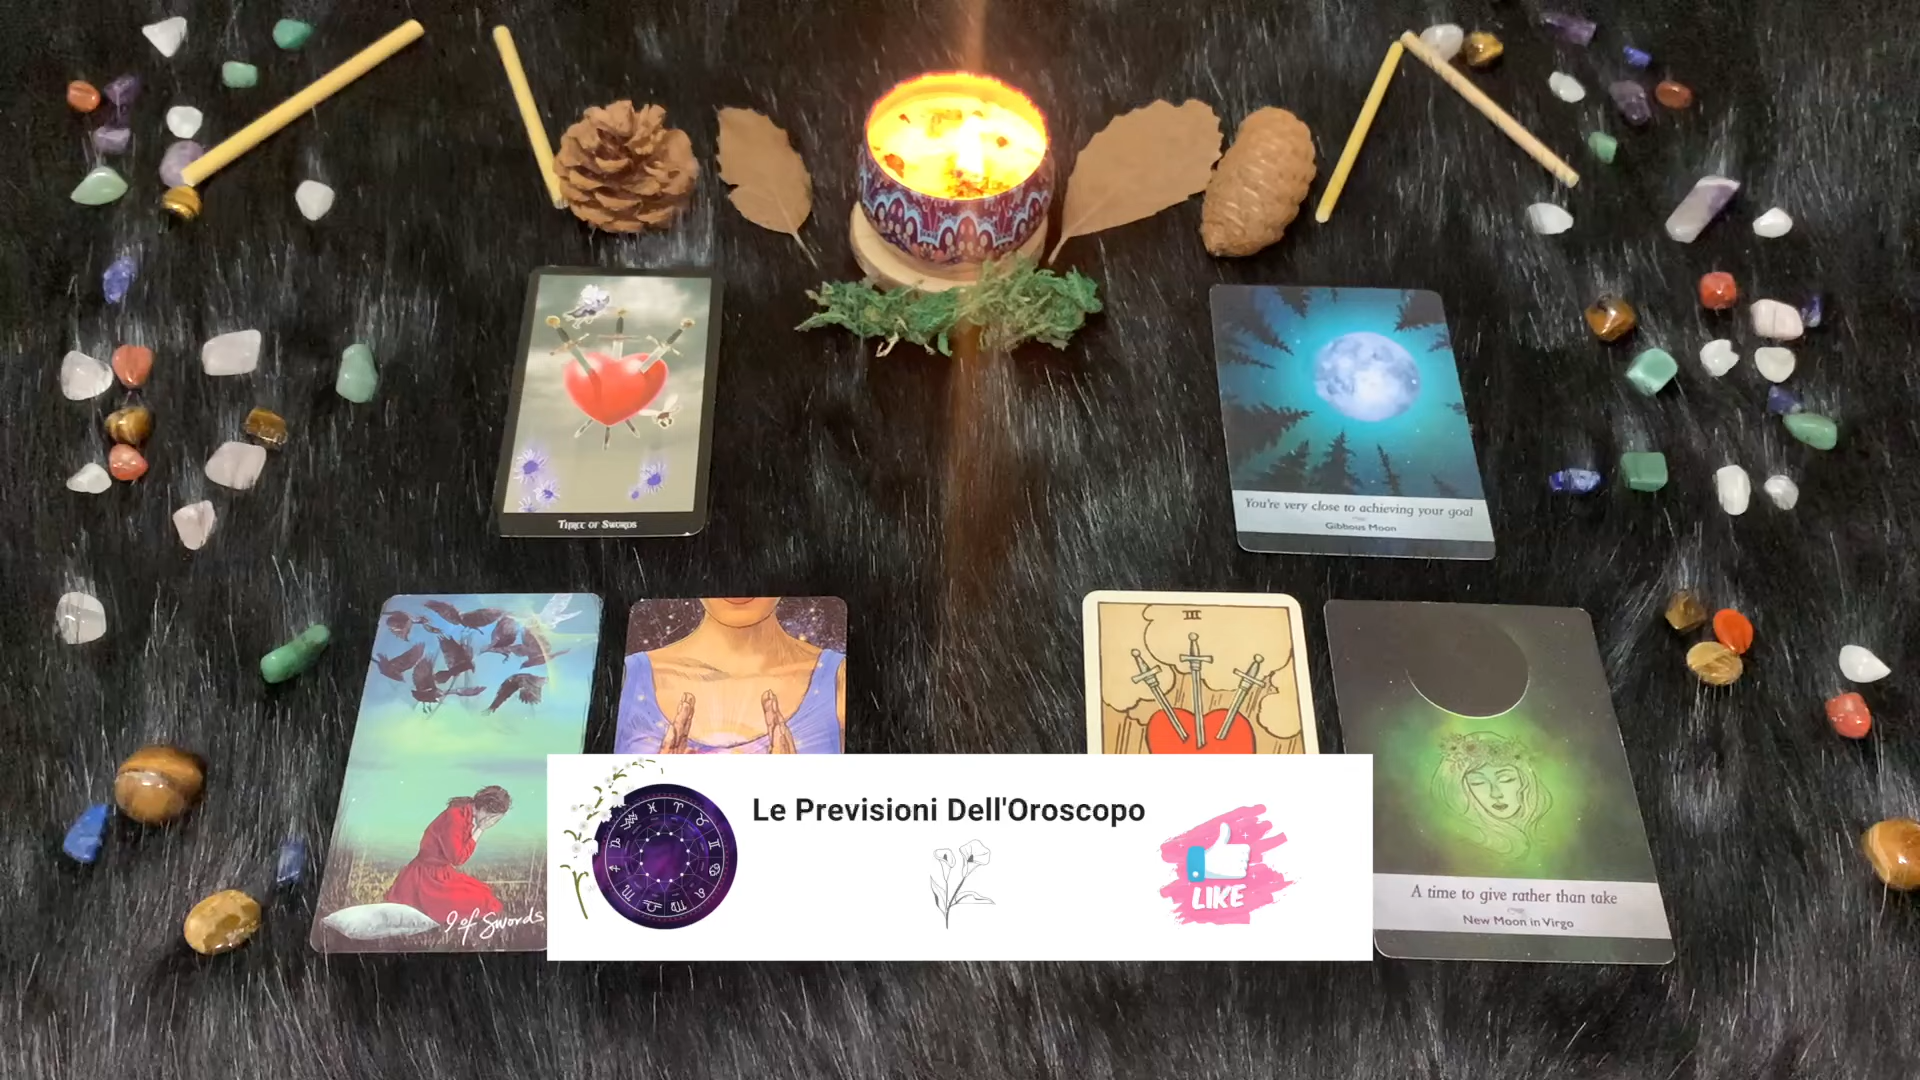 THREE OF SWORDS
You're very close to achieving your goal
Gibbous Moon
III
9 of Swords
Le Previsioni Dell'Oroscopo
LIKE
A time to give rather than take
New Moon in Virgo